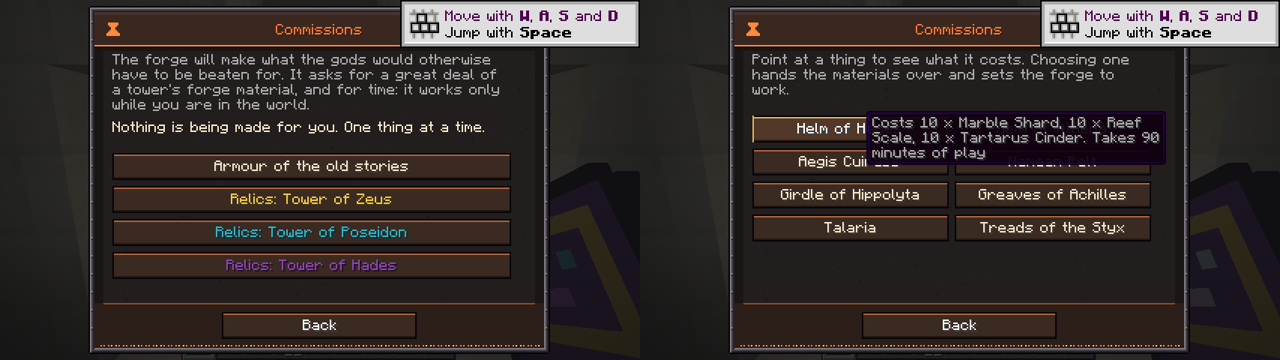 Commissions
Move with W, A, S and D
Jump with Space
The forge will make what the gods would otherwise
have to be beaten for. It asks for a great deal of
a tower's forge material, and for time: it works only
while you are in the world.
Nothing is being made for you. One thing at a time.
Armour of the old stories
Relics: Tower of Zeus
Relics: Tower of Poseidon
Relics: Tower of Hades
Back
Commissions
Move with W, A, S and D
Jump with Space
Point at a thing to see what it costs. Choosing one
hands the materials over and sets the forge to
work.
Helm of
Costs 10 x Marble Shard, 10 x Reef
Scale, 10 x Tartarus Cinder. Takes 90
minutes of play
Aegis
Girdle of Hippolyta
Greaves of Achilles
Talaria
Treads of the Styx
Back